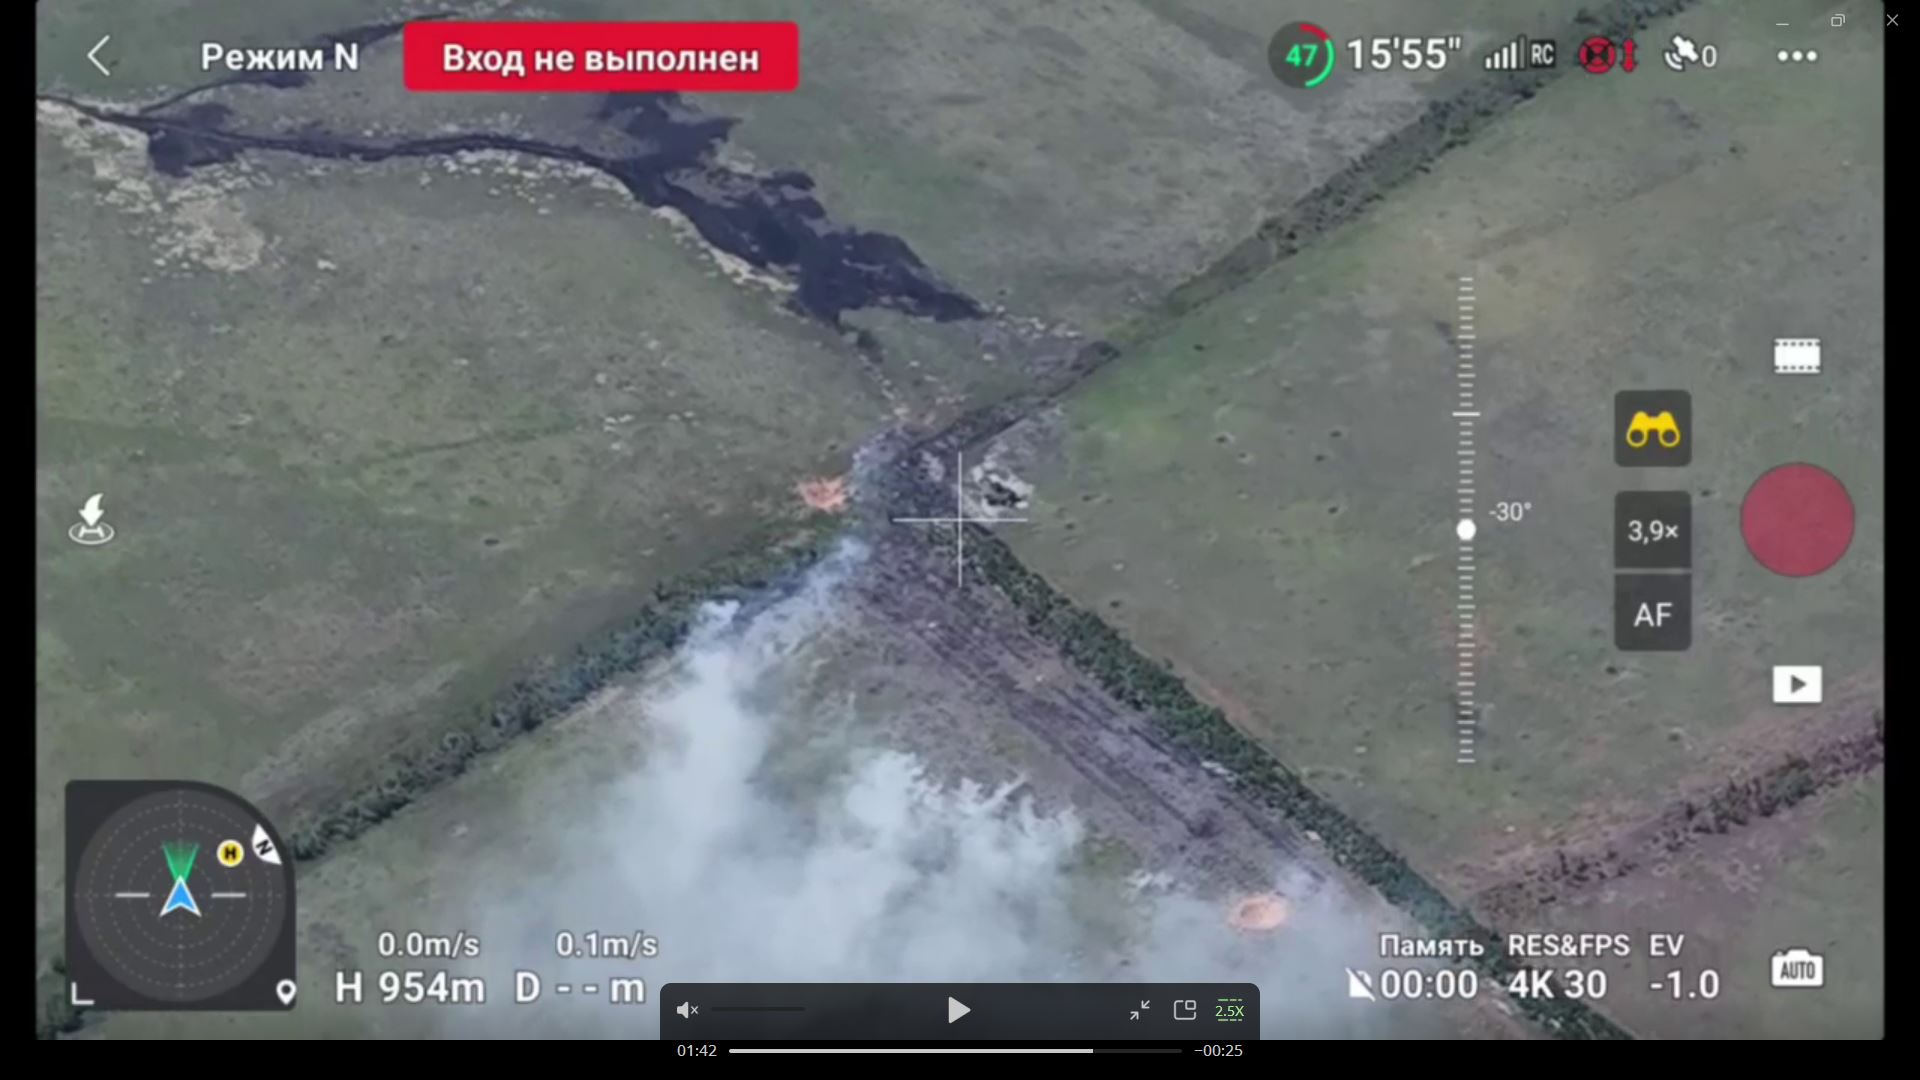 Режим N
Вход не выполнен
47
15'55"
RC
0
-30°
3,9×
AF
H
N
0.0m/s
0.1m/s
H 954m
D - - m
Память
RES&FPS
EV
00:00
4K 30
-1.0
AUTO
2.5X
01:42
−00:25